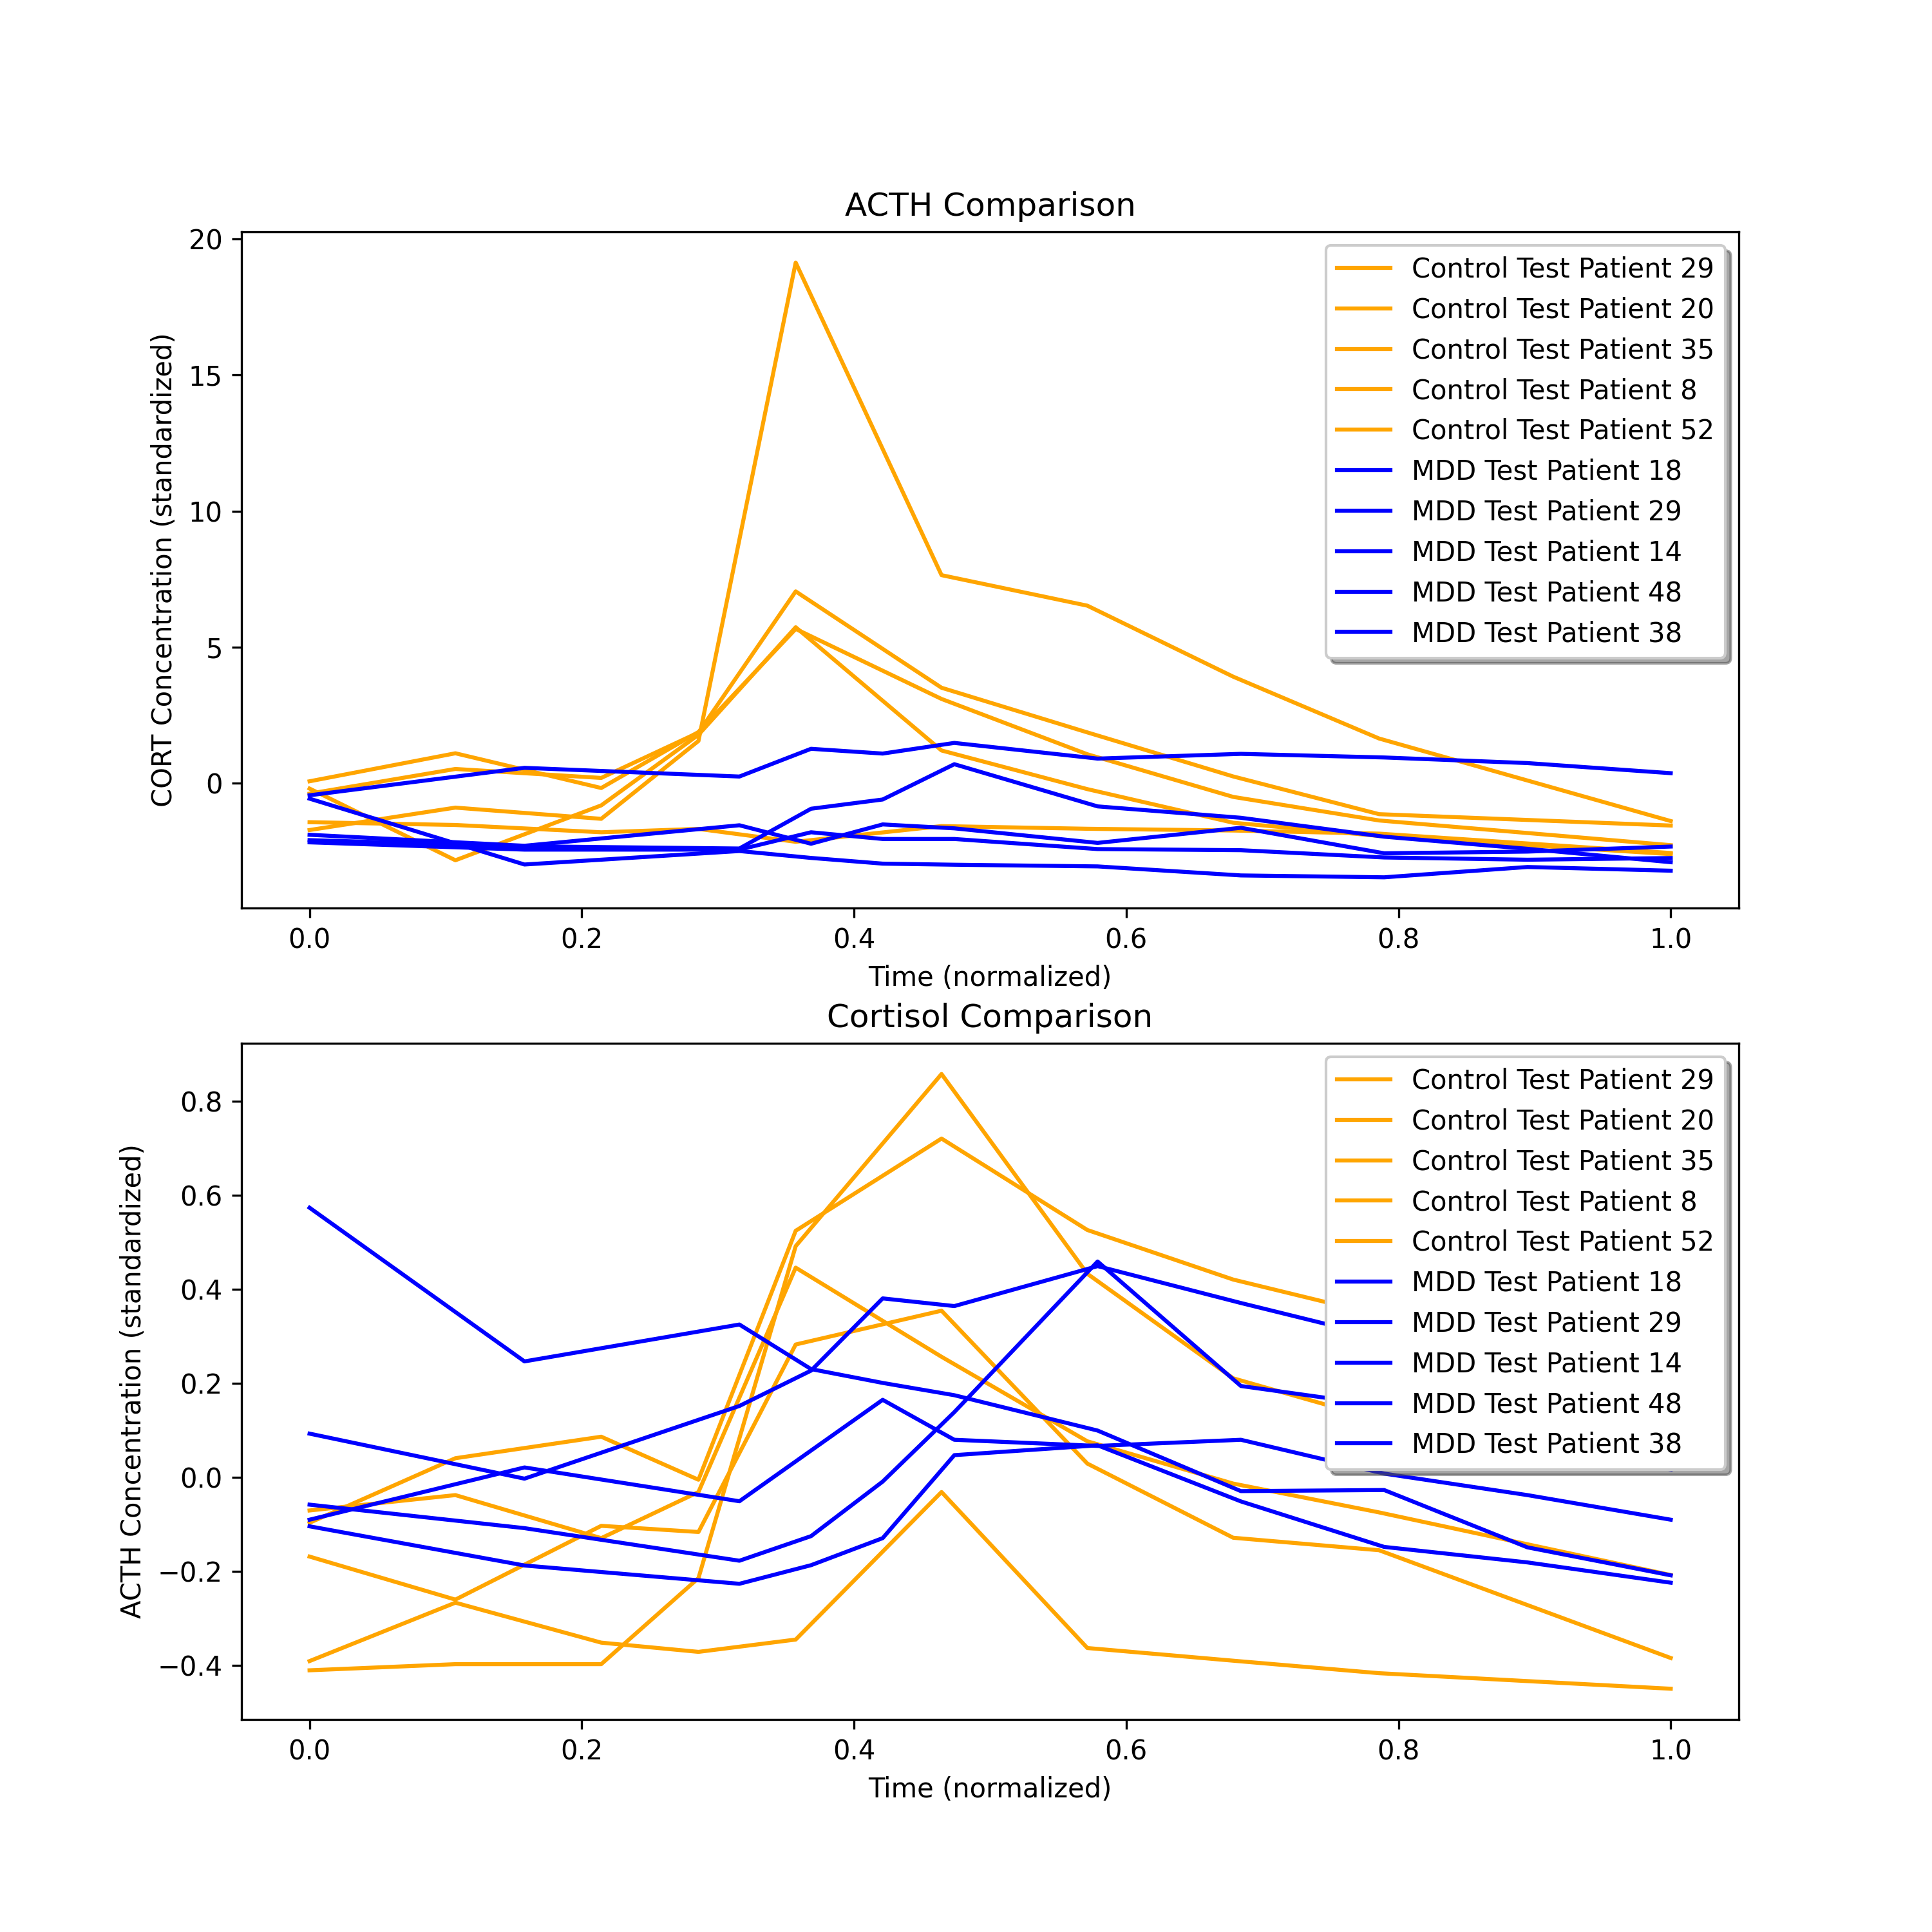 ACTH Comparison
CORT Concentration (standardized)
20
15
10
5
0
Control Test Patient 29
Control Test Patient 20
Control Test Patient 35
Control Test Patient 8
Control Test Patient 52
MDD Test Patient 18
MDD Test Patient 29
MDD Test Patient 14
MDD Test Patient 48
MDD Test Patient 38
0.0 0.2 0.4 0.6 0.8 1.0
Time (normalized)
Cortisol Comparison
ACTH Concentration (standardized)
0.8
0.6
0.4
0.2
0.0
−0.2
−0.4
Control Test Patient 29
Control Test Patient 20
Control Test Patient 35
Control Test Patient 8
Control Test Patient 52
MDD Test Patient 18
MDD Test Patient 29
MDD Test Patient 14
MDD Test Patient 48
MDD Test Patient 38
0.0 0.2 0.4 0.6 0.8 1.0
Time (normalized)